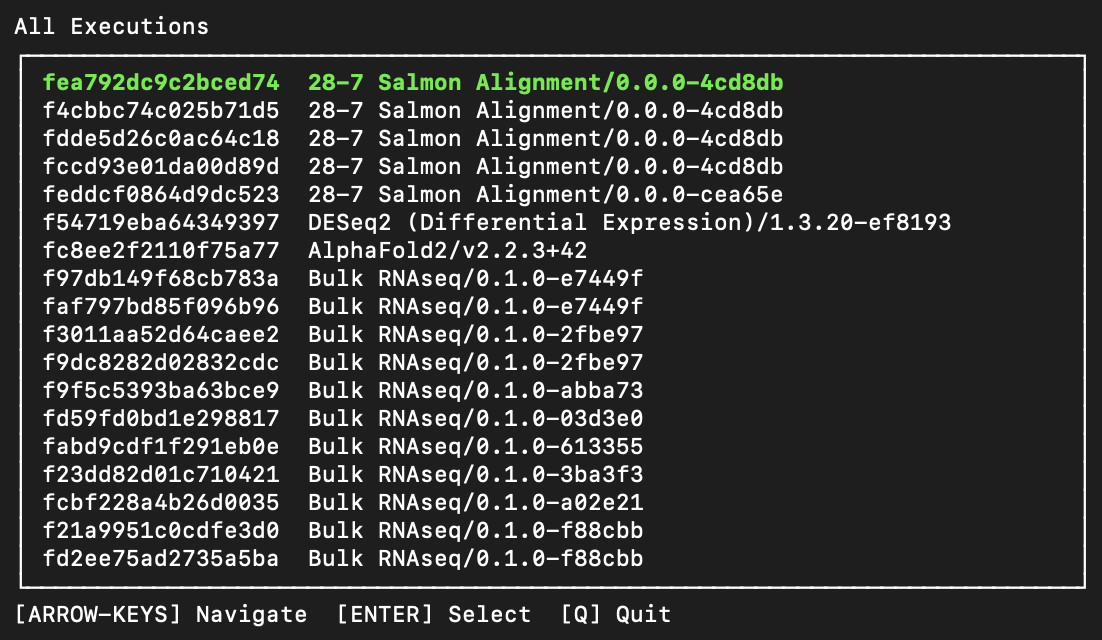 All Executions
fea792dc9c2bced74  28-7 Salmon Alignment/0.0.0-4cd8db
f4cbbc74c025b71d5  28-7 Salmon Alignment/0.0.0-4cd8db
fdde5d26c0ac64c18  28-7 Salmon Alignment/0.0.0-4cd8db
fccd93e01da00d89d  28-7 Salmon Alignment/0.0.0-4cd8db
feddcf0864d9dc523  28-7 Salmon Alignment/0.0.0-cea65e
f54719eba64349397  DESeq2 (Differential Expression)/1.3.20-ef8193
fc8ee2f2110f75a77  AlphaFold2/v2.2.3+42
f97db149f68cb783a  Bulk RNAseq/0.1.0-e7449f
faf797bd85f096b96  Bulk RNAseq/0.1.0-e7449f
f3011aa52d64caee2  Bulk RNAseq/0.1.0-2fbe97
f9dc8282d02832cdc  Bulk RNAseq/0.1.0-2fbe97
f9f5c5393ba63bce9  Bulk RNAseq/0.1.0-abba73
fd59fd0bd1e298817  Bulk RNAseq/0.1.0-03d3e0
fabd9cdf1f291eb0e  Bulk RNAseq/0.1.0-613355
f23dd82d01c710421  Bulk RNAseq/0.1.0-3ba3f3
fcbf228a4b26d0035  Bulk RNAseq/0.1.0-a02e21
f21a9951c0cdfe3d0  Bulk RNAseq/0.1.0-f88cbb
fd2ee75ad2735a5ba  Bulk RNAseq/0.1.0-f88cbb
[ARROW-KEYS] Navigate  [ENTER] Select  [Q] Quit